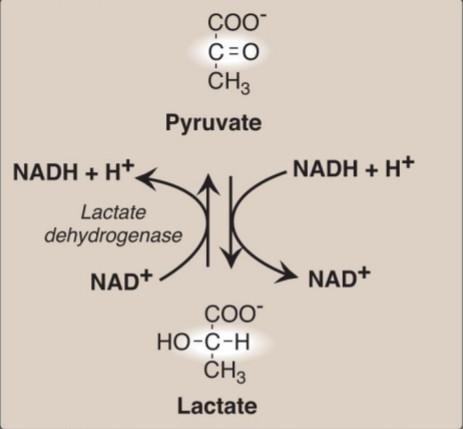 COO⁻
C=O
CH₃
Pyruvate
NADH + H⁺
NADH + H⁺
Lactate
dehydrogenase
NAD⁺
NAD⁺
COO⁻
HO-C-H
CH₃
Lactate